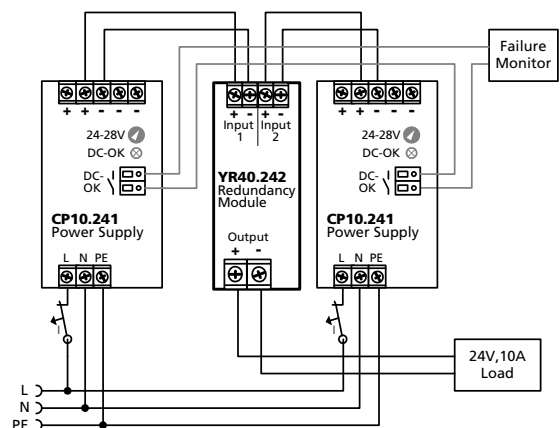 Failure
Monitor
+ + - - -
24-28V
DC-OK
DC-
OK
CP10.241
Power Supply
L N PE
+ - + -
Input Input
1 2
YR40.242
Redundancy
Module
Output
+ -
+ + - - -
24-28V
DC-OK
DC-
OK
CP10.241
Power Supply
L N PE
I
I
24V,10A
Load
L
N
PE